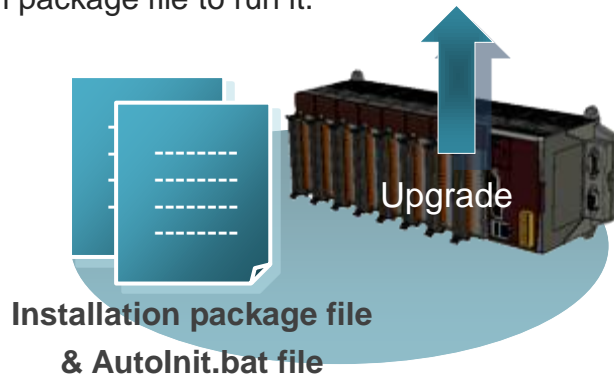 package file to run it.
Upgrade
Installation package file
& AutoInit.bat file